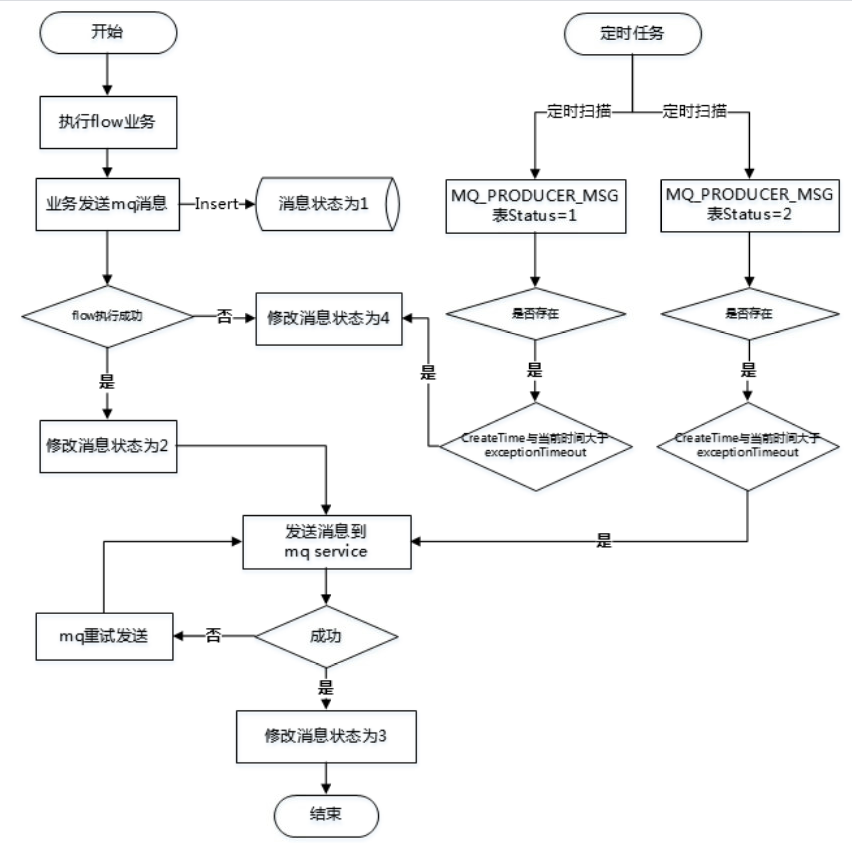 开始
定时任务
定时扫描
定时扫描
执行flow业务
业务发送mq消息
Insert
消息状态为1
MQ_PRODUCER_MSG
表Status=1
MQ_PRODUCER_MSG
表Status=2
flow执行成功
否
修改消息状态为4
是否存在
是否存在
是
是
是
是
修改消息状态为2
CreateTime与当前时间大于
exceptionTimeout
CreateTime与当前时间大于
exceptionTimeout
发送消息到
mq service
是
mq重试发送
否
成功
是
修改消息状态为3
结束